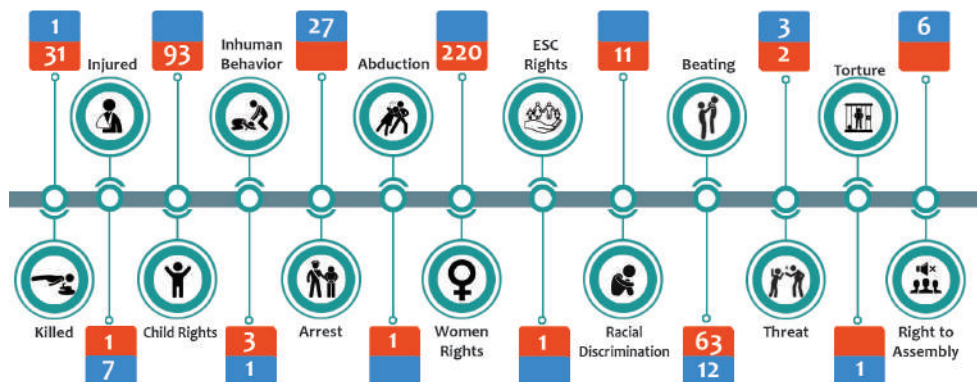 1
31
Injured
93
Inhuman
Behavior
27
Abduction
220
ESC
Rights
11
Beating
3
2
Torture
6
Killed
1
7
Child Rights
3
1
Arrest
1
Women
Rights
1
Racial
Discrimination
63
12
Threat
1
Right to
Assembly